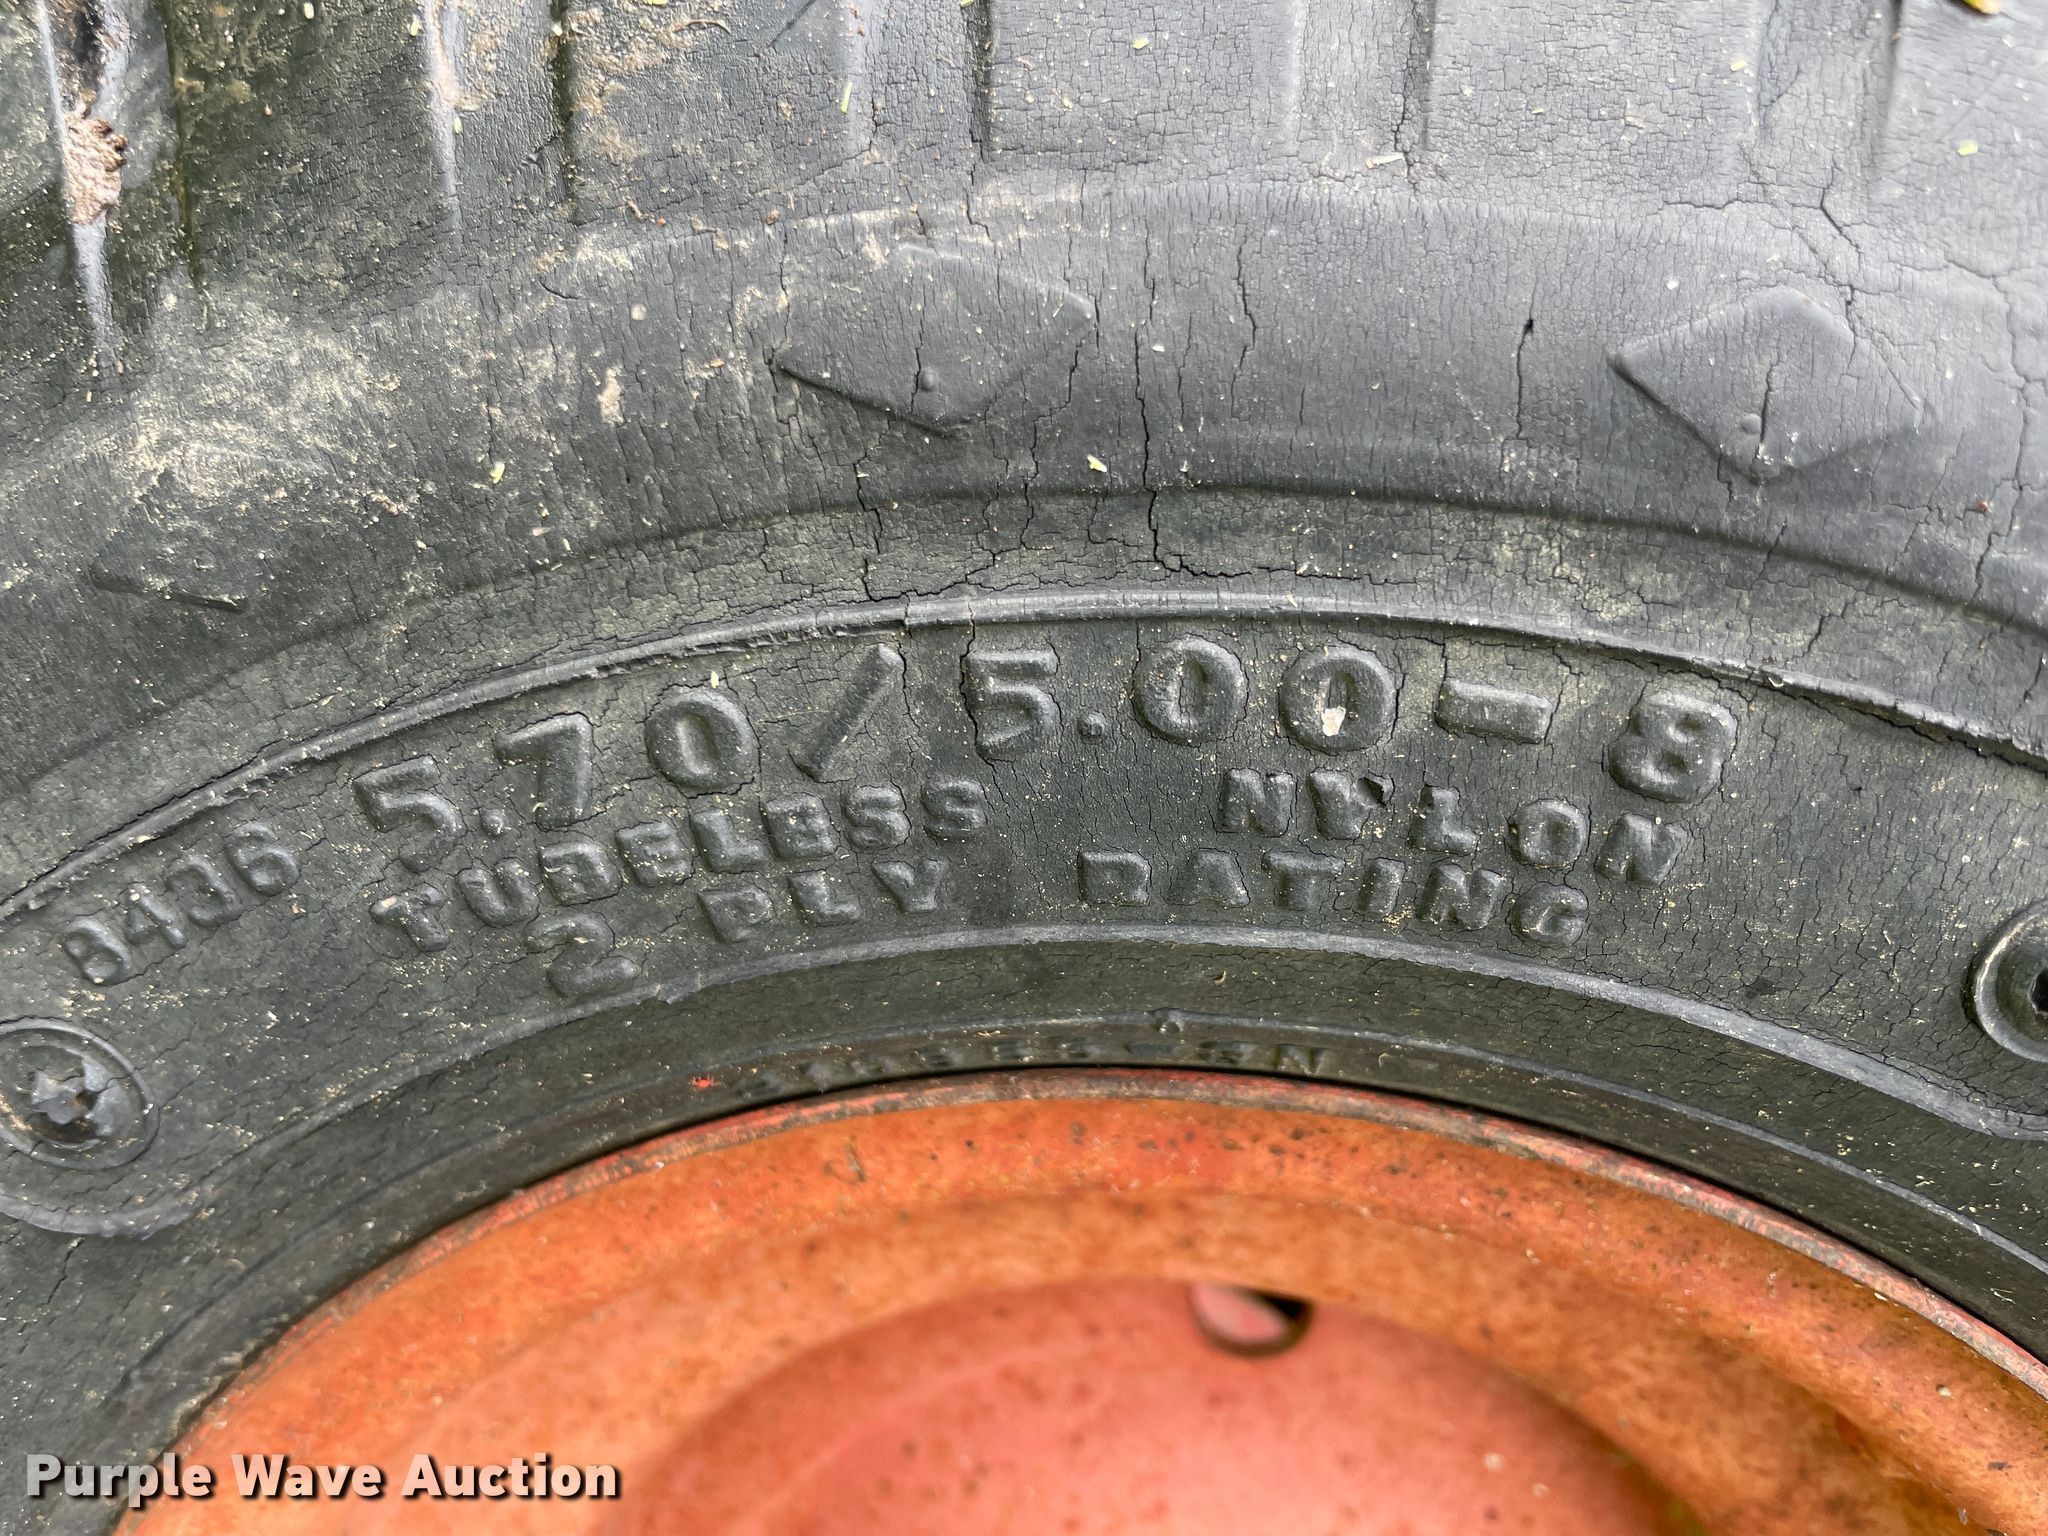 5.70/5.00-8
8436 TUBELESS NYLON
2 PLY RATING
Purple Wave Auction